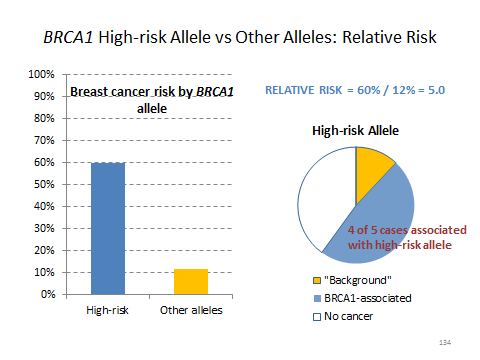 BRCA1 High-risk Allele vs Other Alleles: Relative Risk
100%
90%
80%
70%
60%
50%
40%
30%
20%
10%
0%
Breast cancer risk by BRCA1
allele
High-risk
Other alleles
RELATIVE RISK = 60% / 12% = 5.0
High-risk Allele
4 of 5 cases associated
with high-risk allele
"Background"
BRCA1-associated
No cancer
134